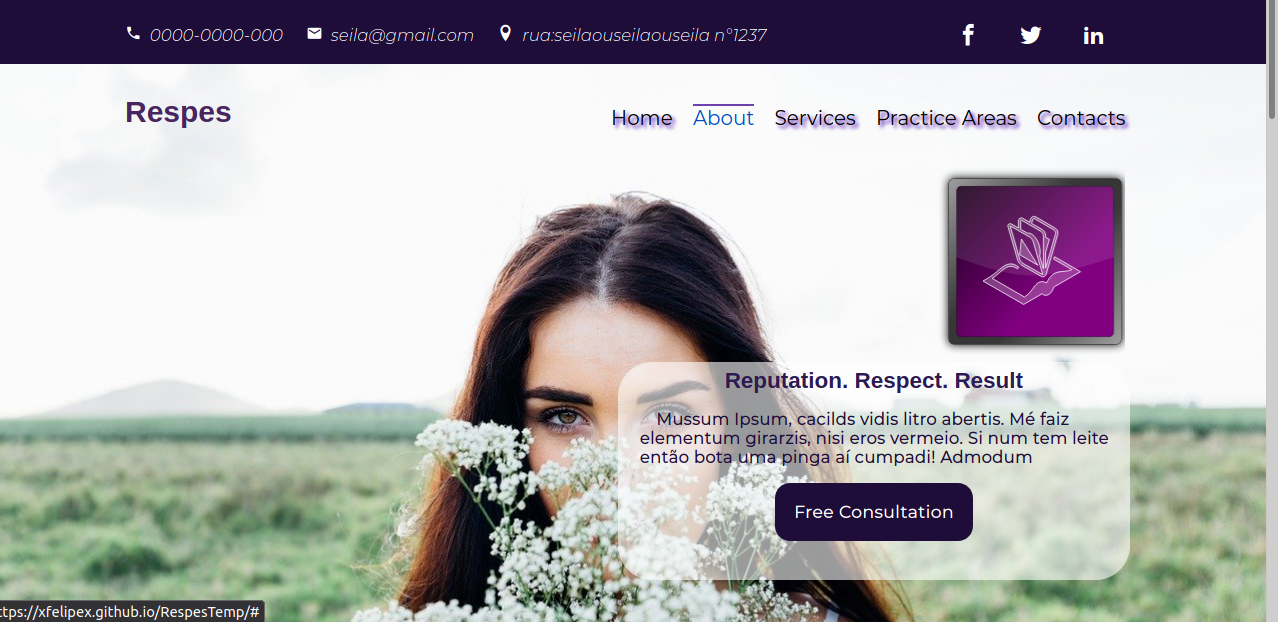 0000-0000-000 seila@gmail.com rua:seilaouseilaouseila n°1237
Respes
Home About Services Practice Areas Contacts
Reputation. Respect. Result
Mussum Ipsum, cacilds vidis litro abertis. Mé faiz
elementum girarzis, nisi eros vermeio. Si num tem leite
então bota uma pinga aí cumpadi! Admodum
Free Consultation
ttps://xfelipex.github.io/RespesTemp/#